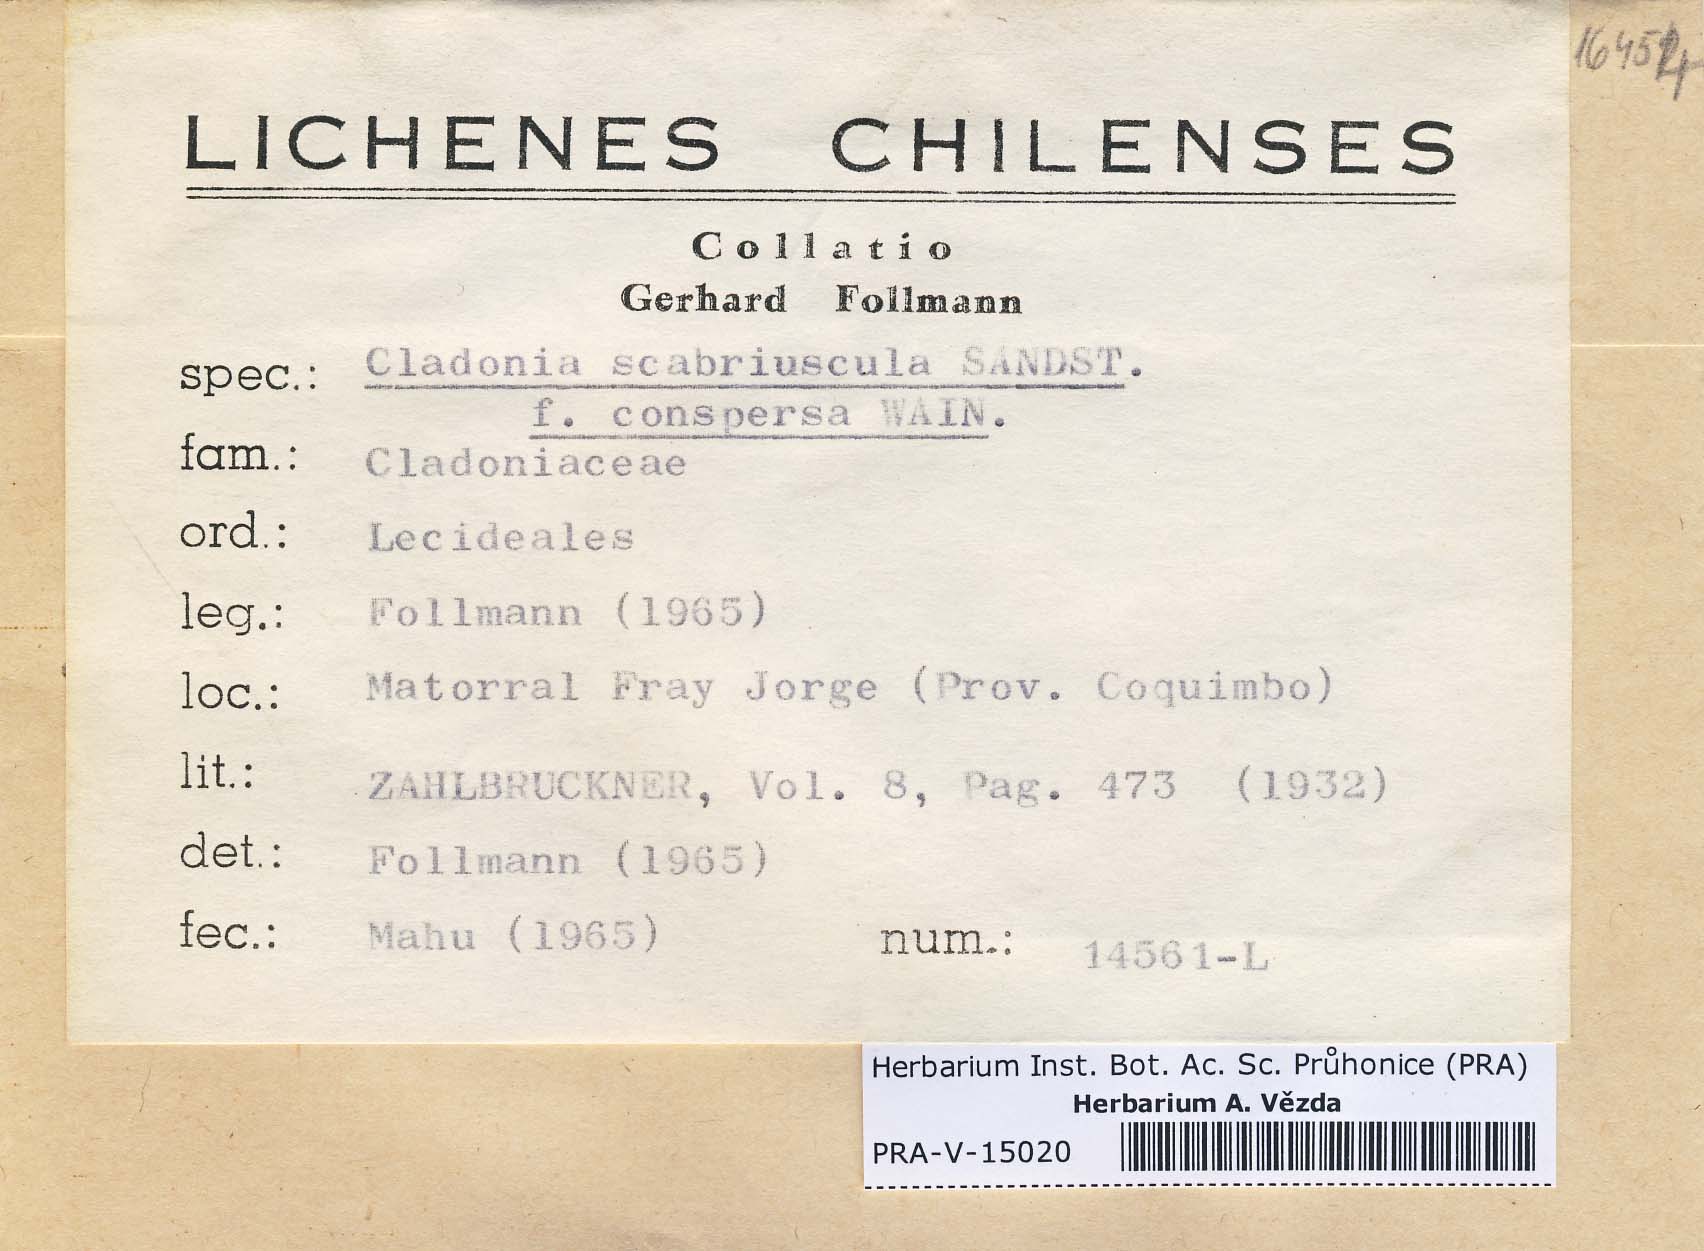 LICHENES CHILENSES
Collatio
Gerhard Follmann
spec.: Cladonia scabriuscula SANDST.
f. conspersa WAIN.
fam.: Cladoniaceae
ord.: Lecideales
leg.: Follmann (1965)
loc.: Matorral Fray Jorge (Prov. Coquimbo)
lit.: ZAHLBRUCKNER, Vol. 8, Pag. 473 (1932)
det.: Follmann (1965)
fec.: Mahu (1965) num.: 14561-L
Herbarium Inst. Bot. Ac. Sc. Průhonice (PRA)
Herbarium A. Vězda
PRA-V-15020